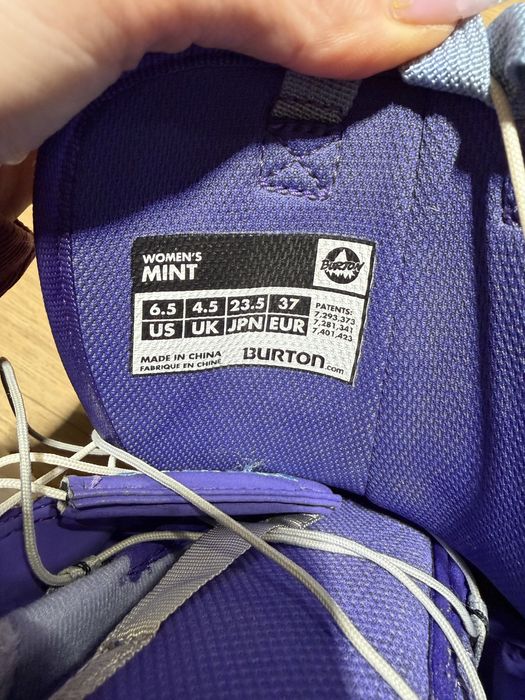 WOMEN'S
MINT
BURTON
6.5 4.5 23.5 37
US UK JPN EUR
PATENTS:
7,293,373
7,281,341
7,401,423
MADE IN CHINA
FABRIQUÉ EN CHINE
BURTON.com